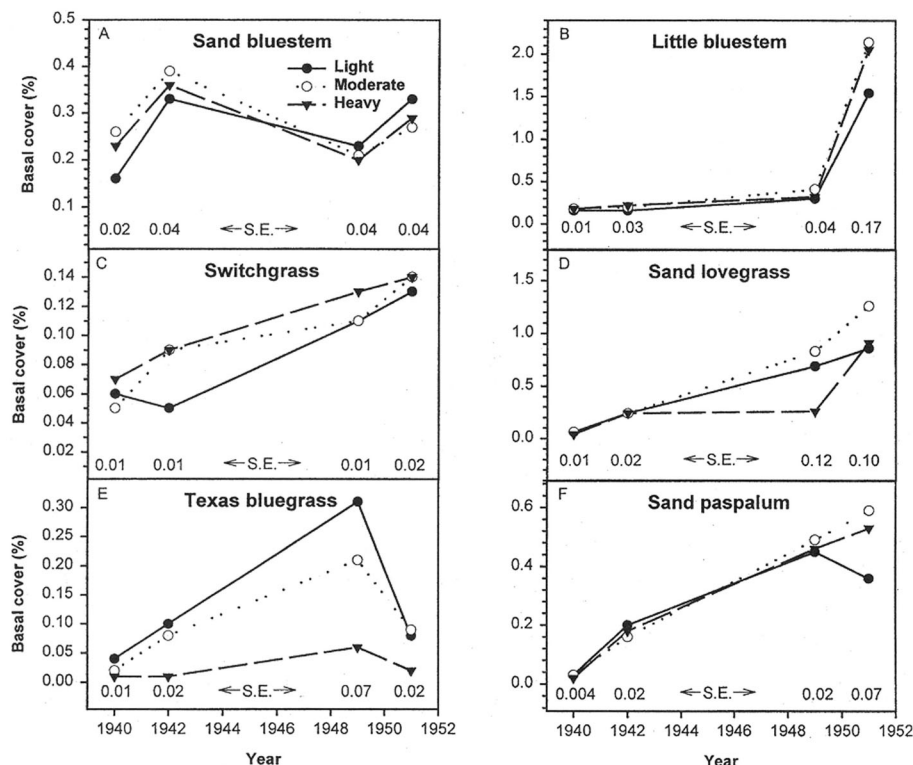 A
Sand bluestem
Light
Moderate
Heavy
Basal cover (%)
0.5
0.4
0.3
0.2
0.1
0.02 0.04 ←S.E.→ 0.04 0.04
B
Little bluestem
2.0
1.5
1.0
0.5
0.0
0.01 0.03 ←S.E.→ 0.04 0.17
C
Switchgrass
Basal cover (%)
0.14
0.12
0.10
0.08
0.06
0.04
0.02
0.01 0.01 ←S.E.→ 0.01 0.02
D
Sand lovegrass
1.5
1.0
0.5
0.0
0.01 0.02 ←S.E.→ 0.12 0.10
E
Texas bluegrass
Basal cover (%)
0.30
0.20
0.10
0.00
0.01 0.02 ←S.E.→ 0.07 0.02
1940 1942 1944 1946 1948 1950 1952
Year
F
Sand paspalum
0.6
0.4
0.2
0.0
0.004 0.02 ←S.E.→ 0.02 0.07
1940 1942 1944 1946 1948 1950 1952
Year